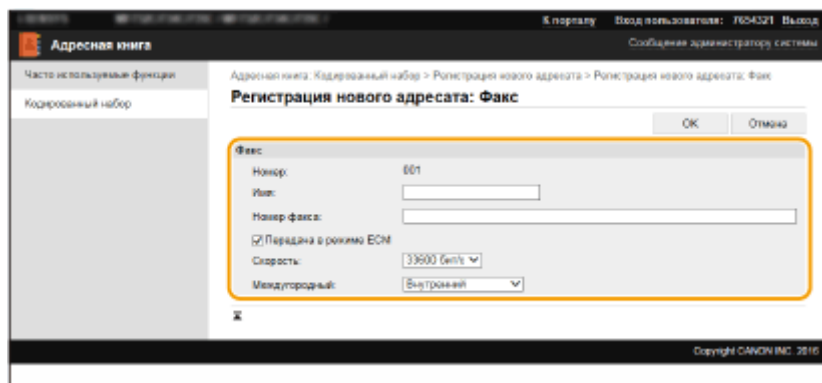 К порталу Вход пользователя: 7654321 Выход
Адресная книга Сообщение администратору системы
Часто используемые функции
Кодированный набор
Адресная книга: Кодированный набор > Регистрация нового адресата > Регистрация нового адресата: Факс
Регистрация нового адресата: Факс
OK Отмена
Факс
Номер: 001
Имя:
Номер факса:
Передача в режиме ECM
Скорость: 33600 бит/s
Междугородный: Внутренний
Copyright CANON INC. 2016